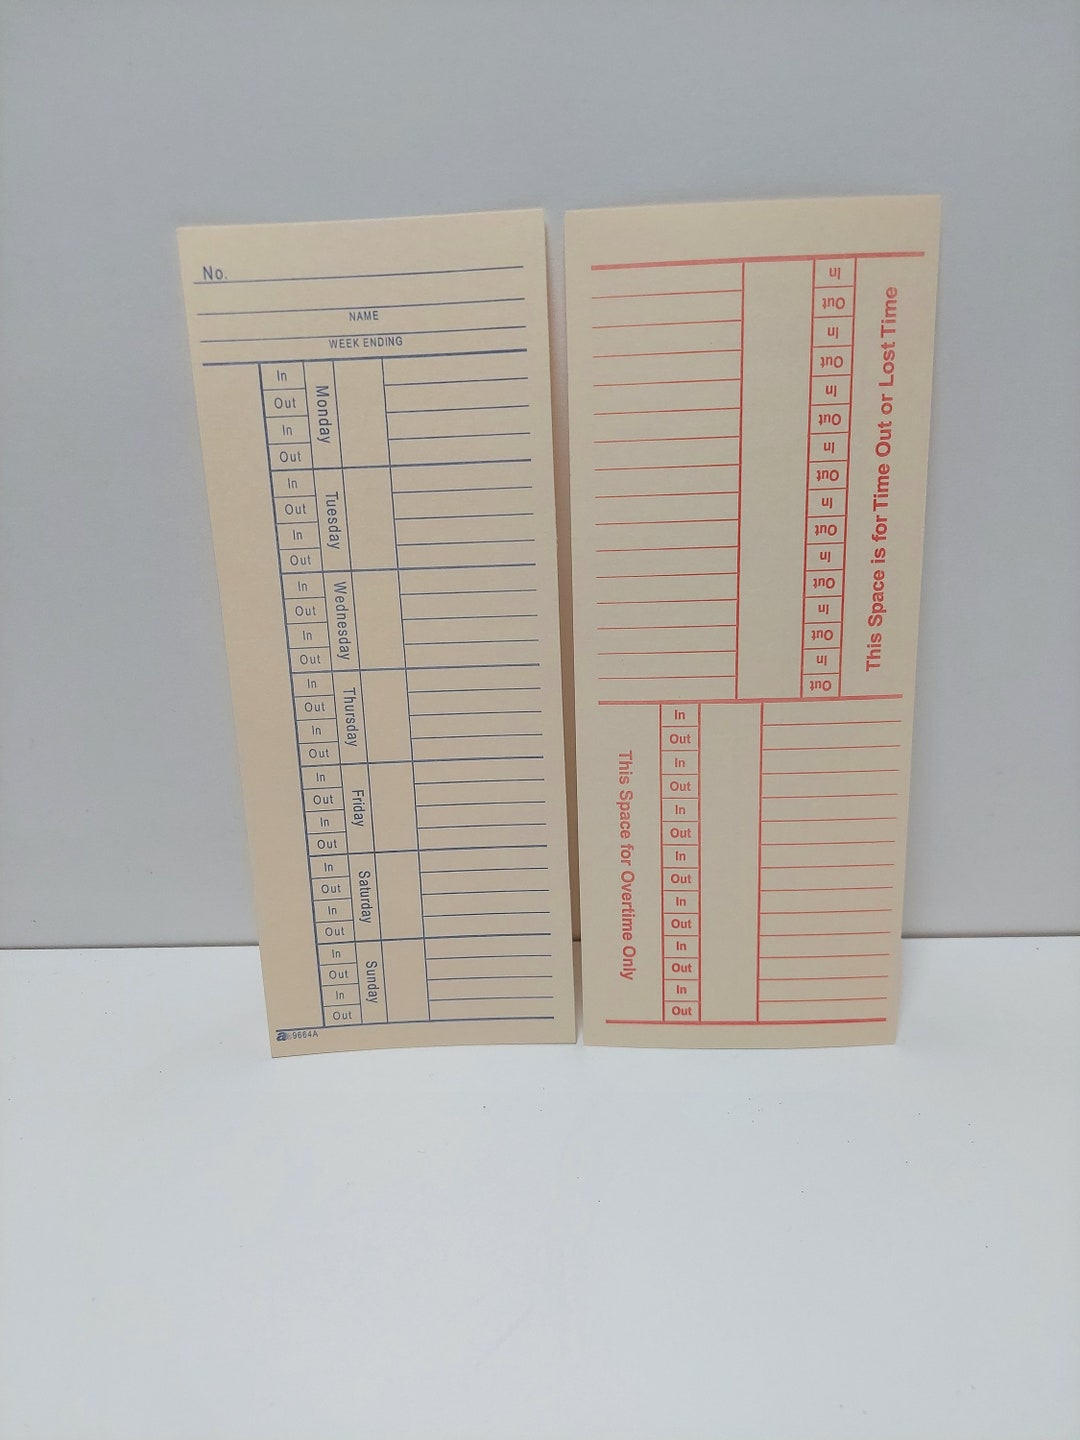 No.
NAME
WEEK ENDING
Monday
In
Out
In
Out
Tuesday
In
Out
In
Out
Wednesday
In
Out
In
Out
Thursday
In
Out
In
Out
Friday
In
Out
In
Out
Saturday
In
Out
In
Out
Sunday
In
Out
In
Out
9664A
This Space is for Time Out or Lost Time
In
Out
In
Out
In
Out
In
Out
In
Out
In
Out
In
Out
In
Out
This Space for Overtime Only
In
Out
In
Out
In
Out
In
Out
In
Out
In
Out
In
Out